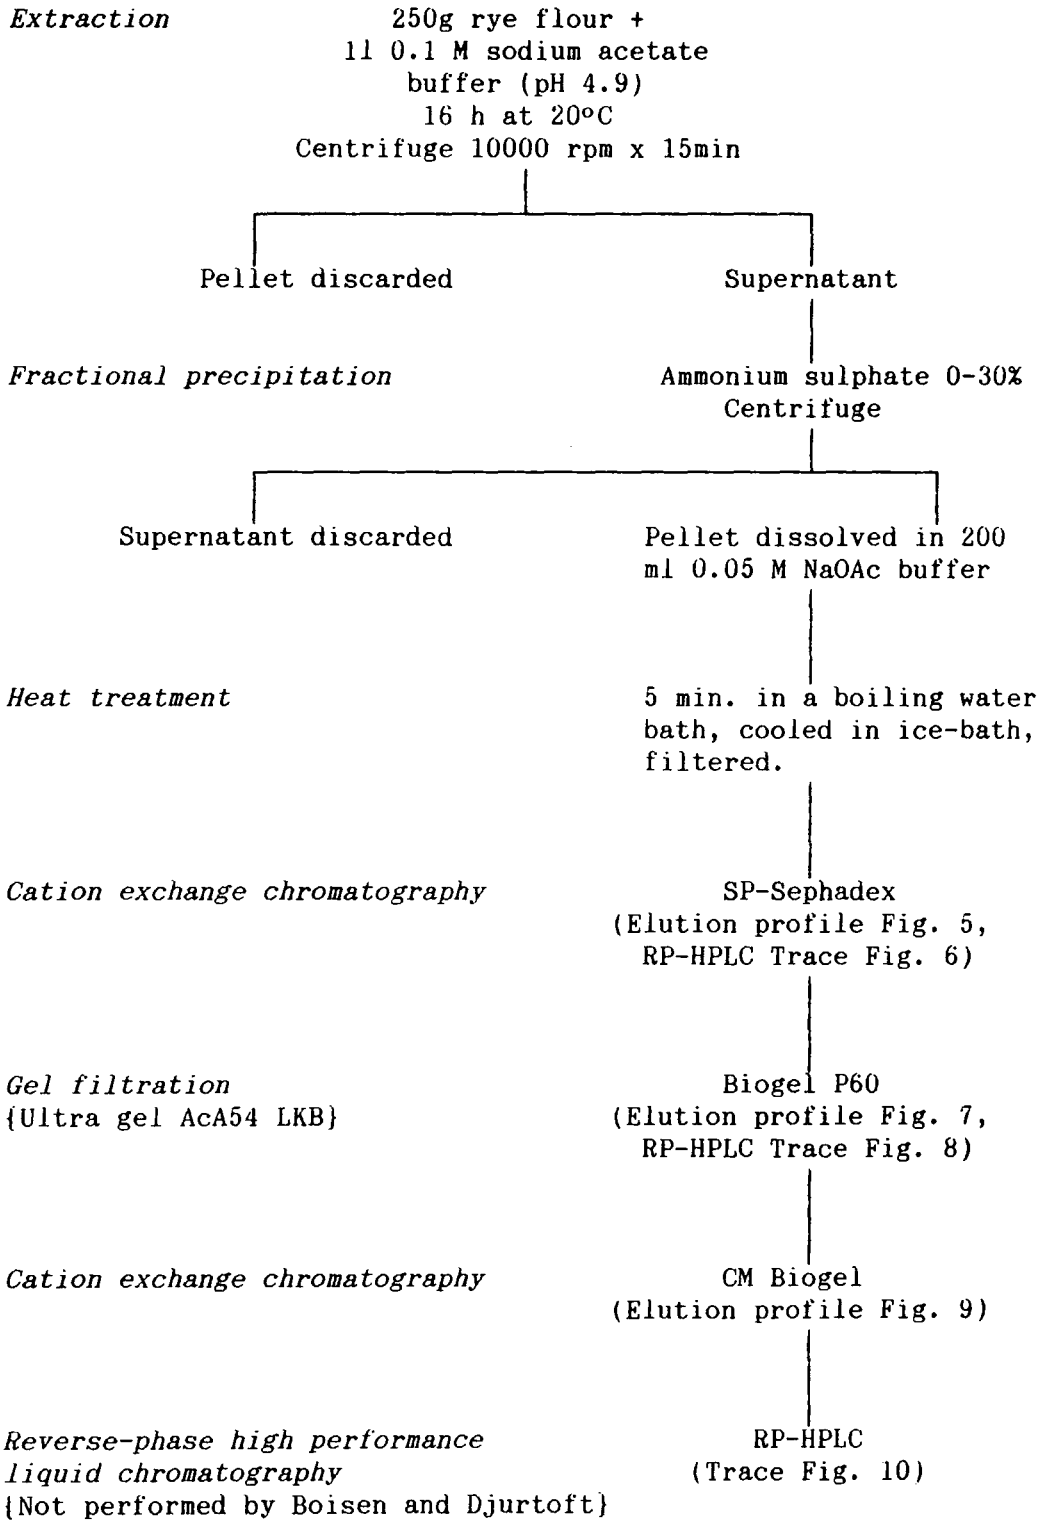 Extraction
250g rye flour +
1l 0.1 M sodium acetate
buffer (pH 4.9)
16 h at 20ºC
Centrifuge 10000 rpm x 15min
Pellet discarded
Supernatant
Fractional precipitation
Ammonium sulphate 0-30%
Centrifuge
Supernatant discarded
Pellet dissolved in 200
ml 0.05 M NaOAc buffer
Heat treatment
5 min. in a boiling water
bath, cooled in ice-bath,
filtered.
Cation exchange chromatography
SP-Sephadex
(Elution profile Fig. 5,
RP-HPLC Trace Fig. 6)
Gel filtration
{Ultra gel AcA54 LKB}
Biogel P60
(Elution profile Fig. 7,
RP-HPLC Trace Fig. 8)
Cation exchange chromatography
CM Biogel
(Elution profile Fig. 9)
Reverse-phase high performance
liquid chromatography
{Not performed by Boisen and Djurtoft}
RP-HPLC
(Trace Fig. 10)